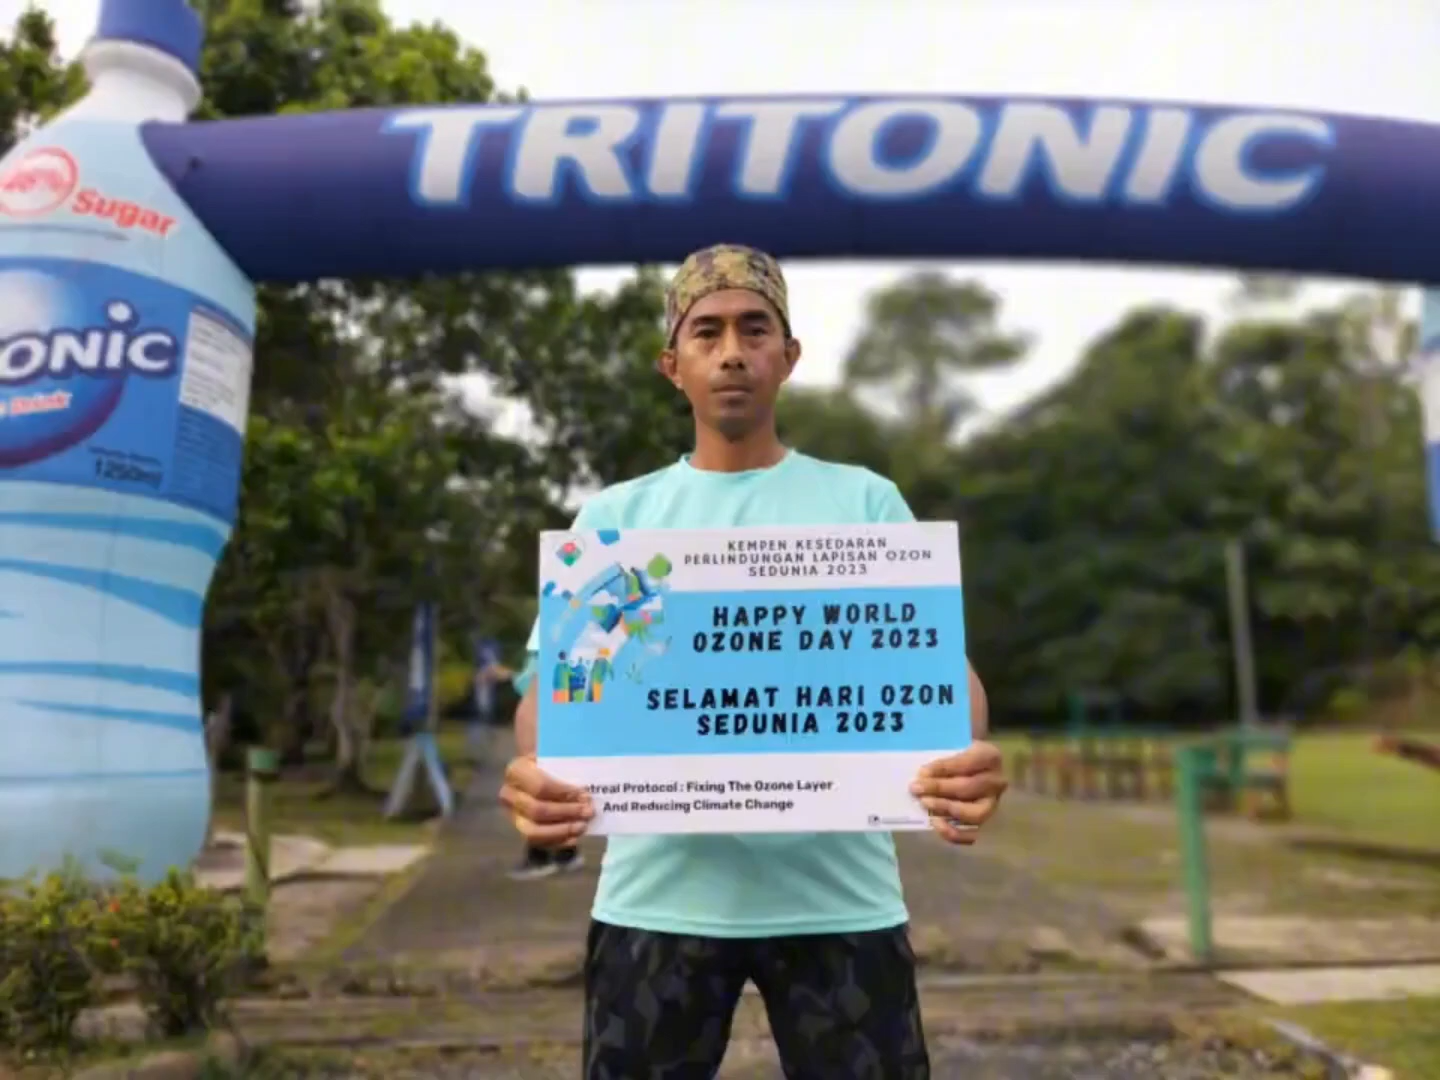 TRITONIC
Sugar
ONIC
1250ml
KEMPEN KESEDARAN
PERLINDUNGAN LAPISAN OZON
SEDUNIA 2023
HAPPY WORLD
OZONE DAY 2023
SELAMAT HARI OZON
SEDUNIA 2023
treal Protocol : Fixing The Ozone Layer
And Reducing Climate Change